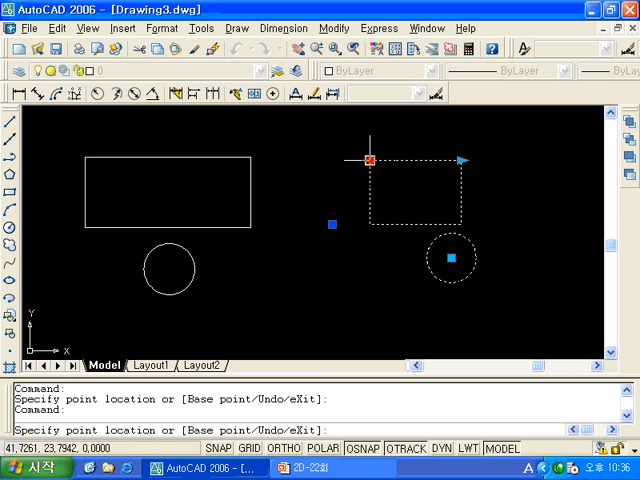 AutoCAD 2006 - [Drawing3.dwg]
File Edit View Insert Format Tools Draw Dimension Modify Express Window Help
0 ByLayer ByLayer ByLay
Y
X
Model Layout1 Layout2
Command:
Specify point location or [Base point/Undo/eXit]:
Command:
Specify point location or [Base point/Undo/eXit]:
41,7261, 23,7942, 0,0000 SNAP GRID ORTHO POLAR OSNAP OTRACK DYN LWT MODEL
시작 AutoCAD 2006 - [... 2D-22회 A 오후 10:36